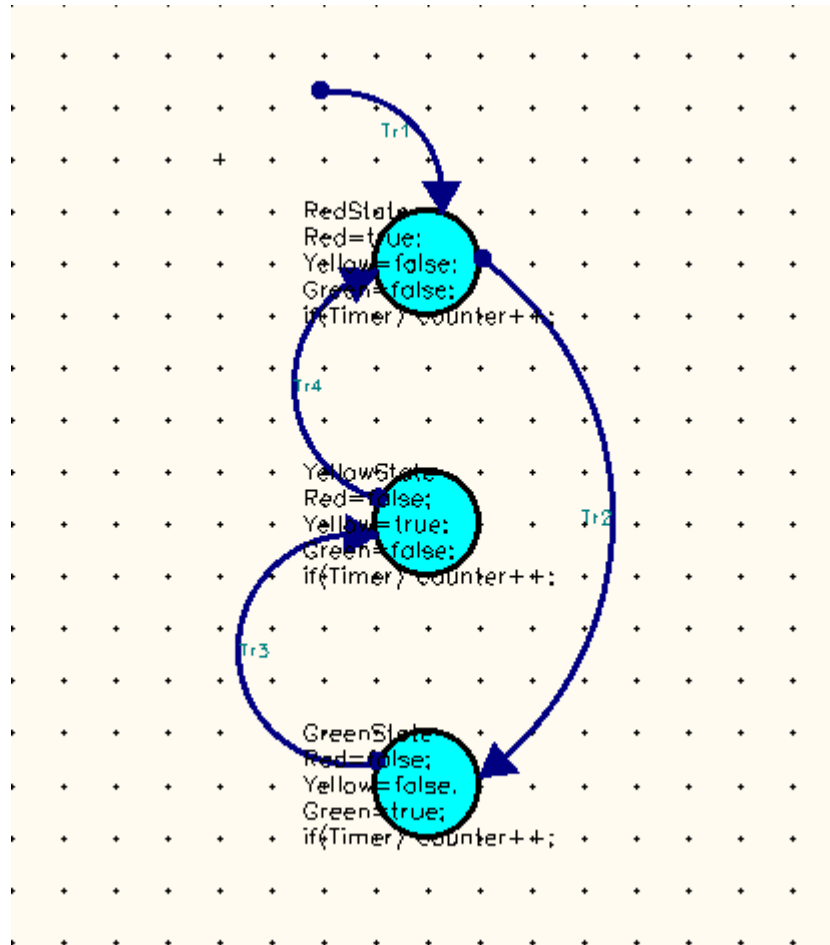 Tr1
RedState
Red=true;
Yellow=false;
Green=false;
if(Timer) counter++;
Tr4
YellowState
Red=false;
Yellow=true;
Green=false;
if(Timer) counter++;
Tr2
Tr3
GreenState
Red=false;
Yellow=false;
Green=true;
if(Timer) counter++;